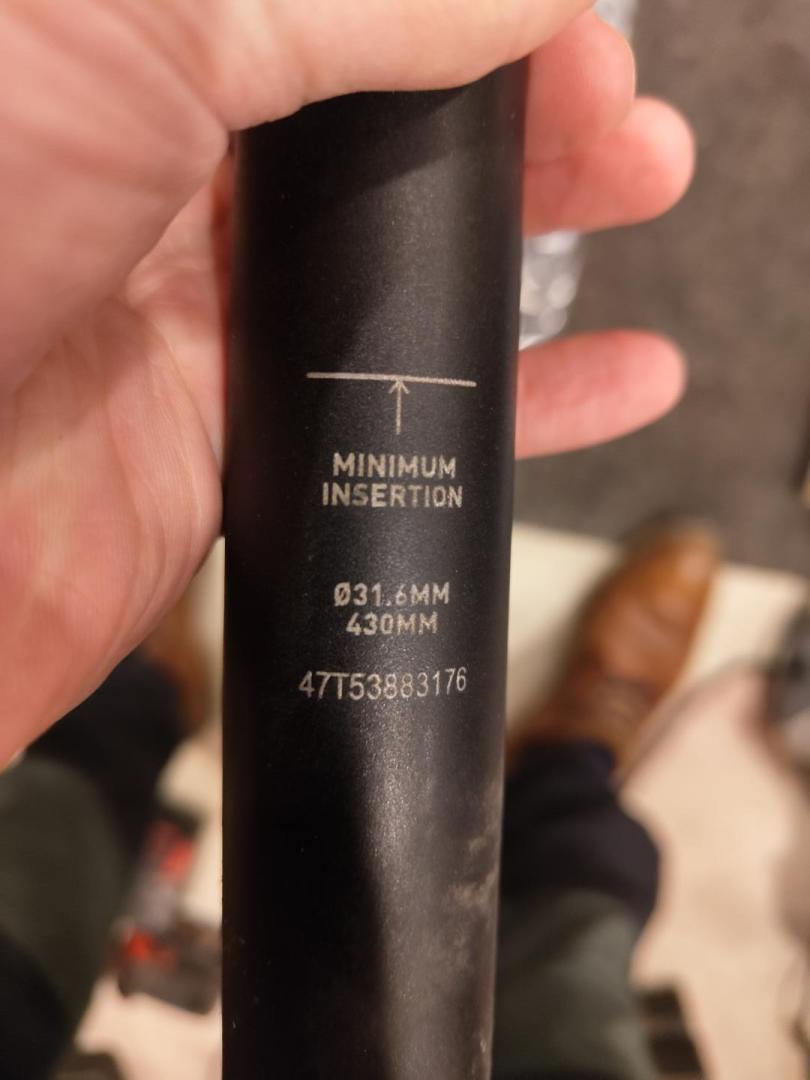 MINIMUM
INSERTION
Ø31.6MM
430MM
47T53883176